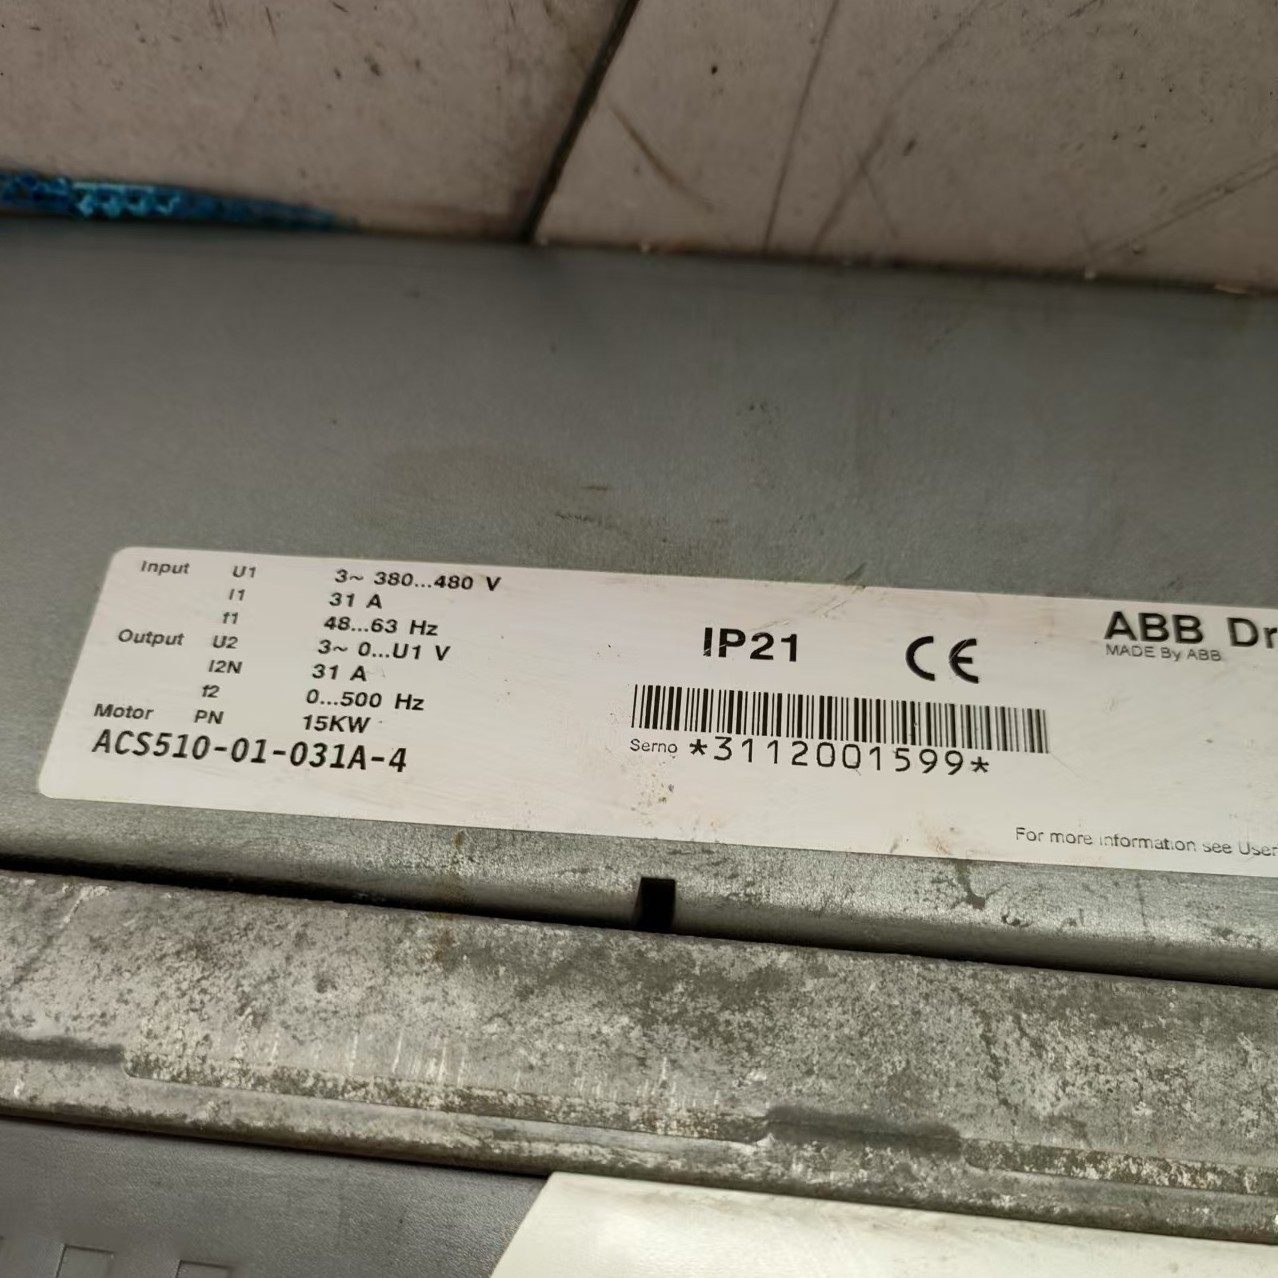 Input U1 3~ 380...480 V
I1 31 A
f1 48...63 Hz
Output U2 3~ 0...U1 V
I2N 31 A
f2 0...500 Hz
Motor PN 15KW
ACS510-01-031A-4
IP21 CE
Serno *3112001599*
ABB Dr
MADE By ABB
For more information see User